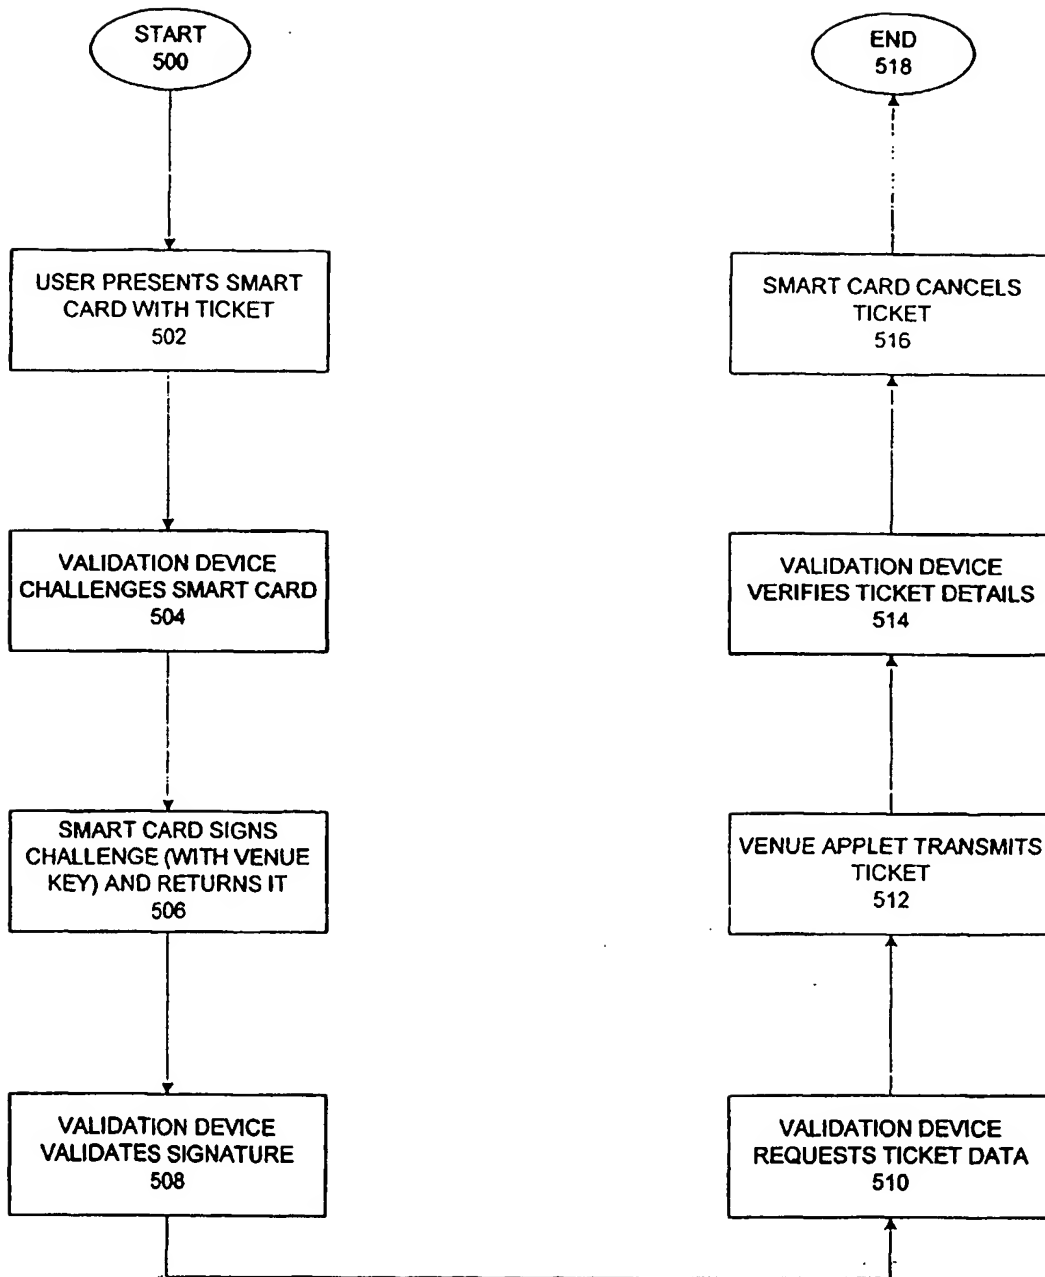 START
500
USER PRESENTS SMART
CARD WITH TICKET
502
VALIDATION DEVICE
CHALLENGES SMART CARD
504
SMART CARD SIGNS
CHALLENGE (WITH VENUE
KEY) AND RETURNS IT
506
VALIDATION DEVICE
VALIDATES SIGNATURE
508
VALIDATION DEVICE
REQUESTS TICKET DATA
510
VENUE APPLET TRANSMITS
TICKET
512
VALIDATION DEVICE
VERIFIES TICKET DETAILS
514
SMART CARD CANCELS
TICKET
516
END
518